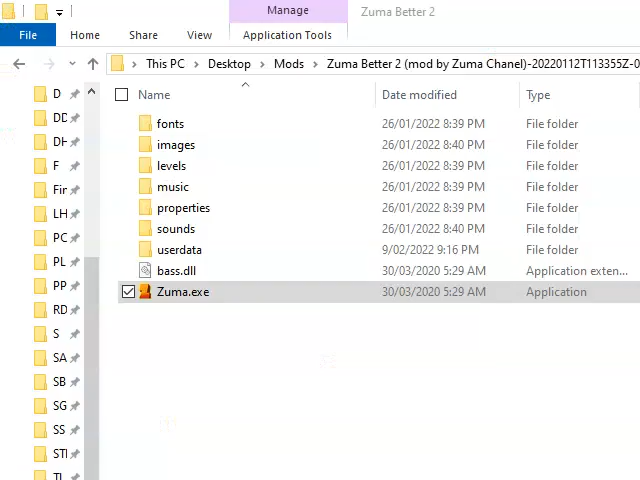 Manage
Zuma Better 2
File
Home
Share
View
Application Tools
This PC > Desktop > Mods > Zuma Better 2 (mod by Zuma Chanel)-20220112T113355Z-0
Name
Date modified
Type
D
DD
DH
F
Fir
LH
PC
PL
PP
RD
S
SA
SB
SG
SS
STI
TI
fonts 26/01/2022 8:39 PM File folder
images 26/01/2022 8:40 PM File folder
levels 26/01/2022 8:39 PM File folder
music 26/01/2022 8:39 PM File folder
properties 26/01/2022 8:39 PM File folder
sounds 26/01/2022 8:40 PM File folder
userdata 9/02/2022 9:16 PM File folder
bass.dll 30/03/2020 5:29 AM Application exten...
Zuma.exe 30/03/2020 5:29 AM Application